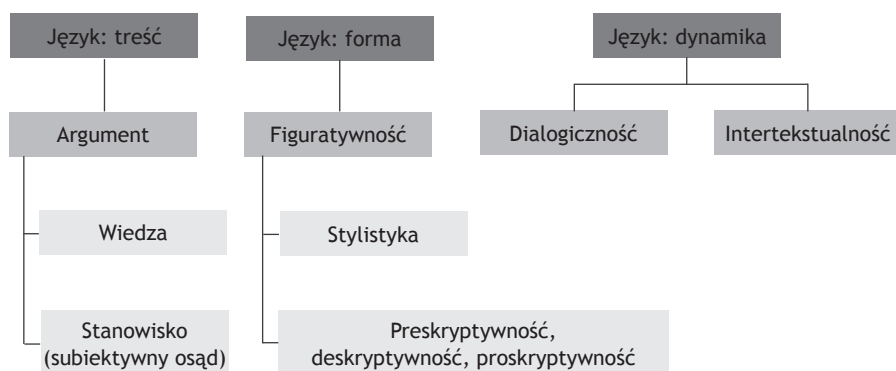 Język: treść
Język: forma
Język: dynamika
Argument
Figuratywność
Dialogiczność
Intertekstualność
Wiedza
Stylistyka
Stanowisko
(subiektywny osąd)
Preskryptywność,
deskryptywność, proskryptywność